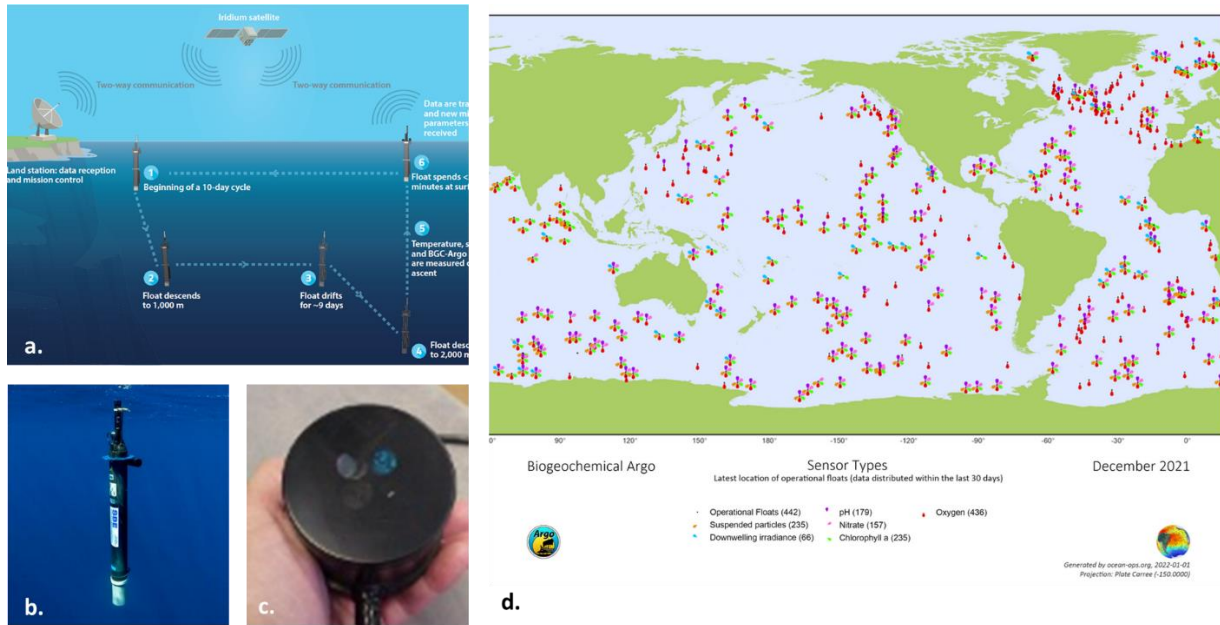 Iridium satellite
Two-way communication
Two-way communication
Data are tra
and new mi
parameters
received
Land station: data reception
and mission control
1
Beginning of a 10-day cycle
6
Float spends <
minutes at surf
5
Temperature, s
and BGC-Argo
are measured
ascent
2
Float descends
to 1,000 m
3
Float drifts
for ~9 days
4
Float desc
to 2,000 m
a.
b.
c.
0°
90°
120°
150°
-180°
-150°
-120°
-90°
-60°
-30°
0°
Biogeochemical Argo
Sensor Types
December 2021
Latest location of operational floats (data distributed within the last 30 days)
Operational Floats (442)
pH (179)
Oxygen (436)
Suspended particles (235)
Nitrate (157)
Downwelling irradiance (66)
Chlorophyll a (235)
Argo
Generated by ocean-ops.org, 2022-01-01
Projection: Plate Carree (-150.0000)
d.